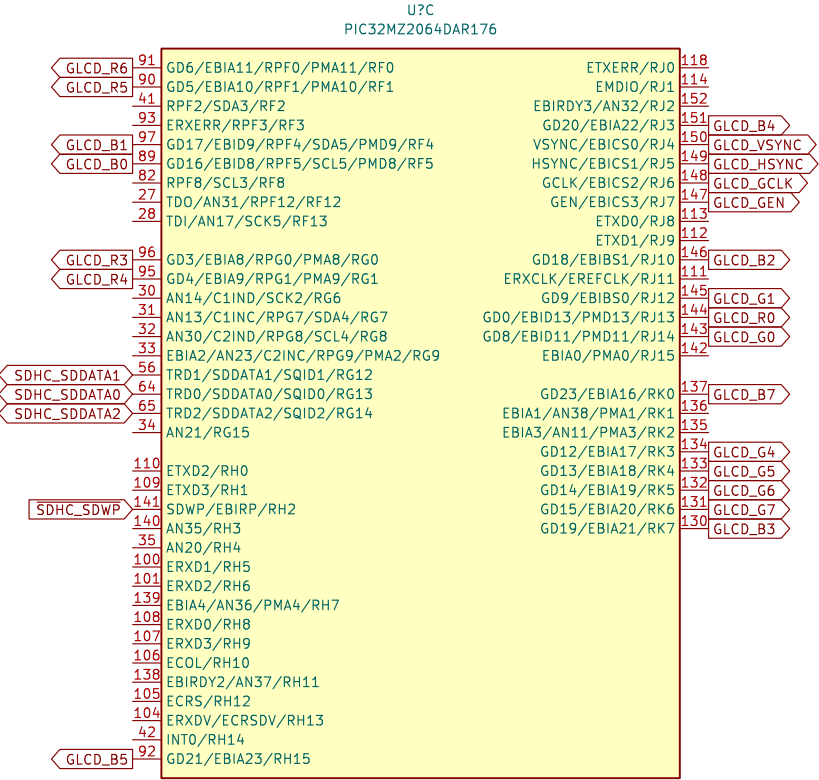 U?C
PIC32MZ2064DAR176
GLCD_R6 91 GD6/EBIA11/RPF0/PMA11/RF0 ETXERR/RJ0 118
GLCD_R5 90 GD5/EBIA10/RPF1/PMA10/RF1 EMDIO/RJ1 114
41 RPF2/SDA3/RF2 EBIRDY3/AN32/RJ2 152
93 ERXERR/RPF3/RF3 GD20/EBIA22/RJ3 151 GLCD_B4
GLCD_B1 97 GD17/EBID9/RPF4/SDA5/PMD9/RF4 VSYNC/EBICS0/RJ4 150 GLCD_VSYNC
GLCD_B0 89 GD16/EBID8/RPF5/SCL5/PMD8/RF5 HSYNC/EBICS1/RJ5 149 GLCD_HSYNC
82 RPF8/SCL3/RF8 GCLK/EBICS2/RJ6 148 GLCD_GCLK
27 TDO/AN31/RPF12/RF12 GEN/EBICS3/RJ7 147 GLCD_GEN
28 TDI/AN17/SCK5/RF13 ETXD0/RJ8 113
ETXD1/RJ9 112
GLCD_R3 96 GD3/EBIA8/RPG0/PMA8/RG0 GD18/EBIBS1/RJ10 146 GLCD_B2
GLCD_R4 95 GD4/EBIA9/RPG1/PMA9/RG1 ERXCLK/EREFCLK/RJ11 111
30 AN14/C1IND/SCK2/RG6 GD9/EBIBS0/RJ12 145 GLCD_G1
31 AN13/C1INC/RPG7/SDA4/RG7 GD0/EBID13/PMD13/RJ13 144 GLCD_R0
32 AN30/C2IND/RPG8/SCL4/RG8 GD8/EBID11/PMD11/RJ14 143 GLCD_G0
33 EBIA2/AN23/C2INC/RPG9/PMA2/RG9 EBIA0/PMA0/RJ15 142
SDHC_SDDATA1 56 TRD1/SDDATA1/SQID1/RG12
SDHC_SDDATA0 64 TRD0/SDDATA0/SQID0/RG13 GD23/EBIA16/RK0 137 GLCD_B7
SDHC_SDDATA2 65 TRD2/SDDATA2/SQID2/RG14 EBIA1/AN38/PMA1/RK1 136
34 AN21/RG15 EBIA3/AN11/PMA3/RK2 135
GD12/EBIA17/RK3 134 GLCD_G4
110 ETXD2/RH0 GD13/EBIA18/RK4 133 GLCD_G5
109 ETXD3/RH1 GD14/EBIA19/RK5 132 GLCD_G6
SDHC_SDWP 141 SDWP/EBIRP/RH2 GD15/EBIA20/RK6 131 GLCD_G7
140 AN35/RH3 GD19/EBIA21/RK7 130 GLCD_B3
35 AN20/RH4
100 ERXD1/RH5
101 ERXD2/RH6
139 EBIA4/AN36/PMA4/RH7
108 ERXD0/RH8
107 ERXD3/RH9
106 ECOL/RH10
138 EBIRDY2/AN37/RH11
105 ECRS/RH12
104 ERXDV/ECRSDV/RH13
42 INT0/RH14
GLCD_B5 92 GD21/EBIA23/RH15